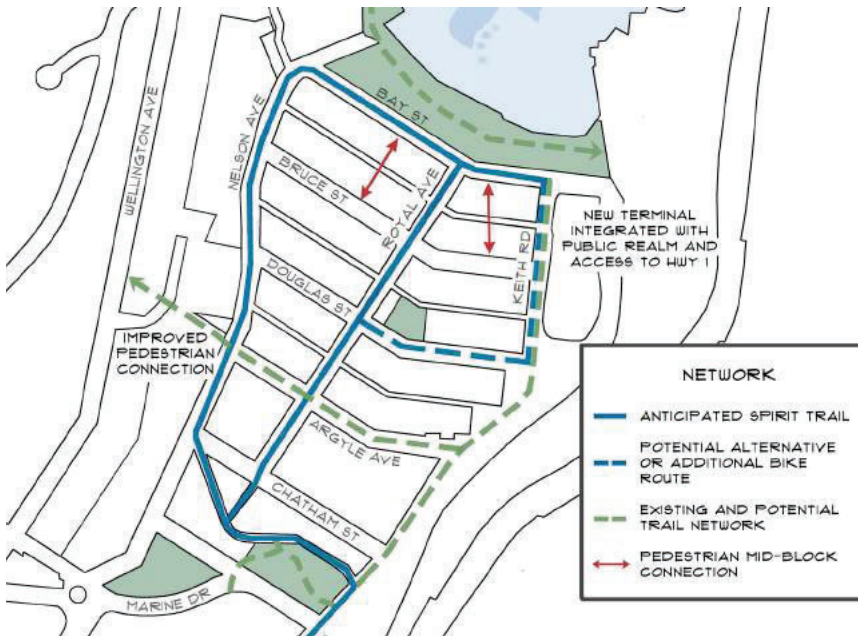 BAY ST
NELSON AVE
WELLINGTON AVE
BRUCE ST
ROYAL AVE
NEW TERMINAL
INTEGRATED WITH
PUBLIC REALM AND
ACCESS TO HWY 1
KEITH RD
DOUGLAS ST
IMPROVED
PEDESTRIAN
CONNECTION
ARGYLE AVE
CHATHAM ST
MARINE DR
NETWORK
ANTICIPATED SPIRIT TRAIL
POTENTIAL ALTERNATIVE
OR ADDITIONAL BIKE
ROUTE
EXISTING AND POTENTIAL
TRAIL NETWORK
PEDESTRIAN MID-BLOCK
CONNECTION